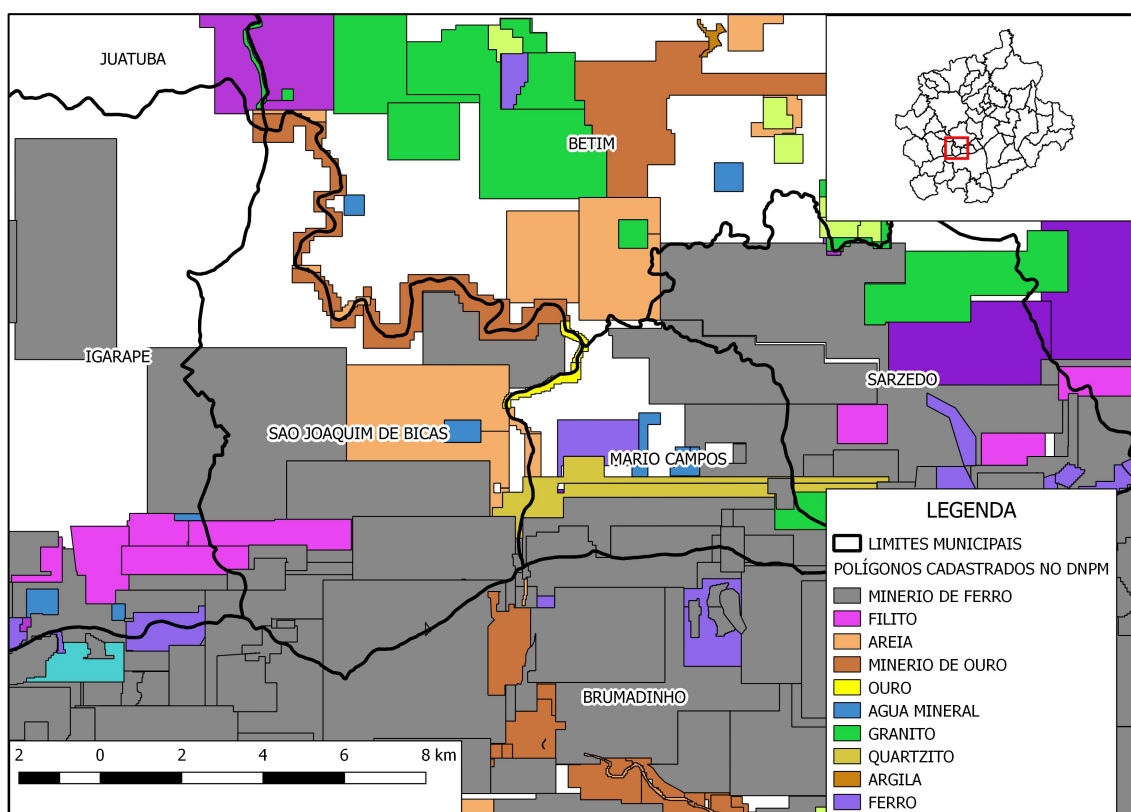 JUATUBA
BETIM
IGARAPE
SARZEDO
SAO JOAQUIM DE BICAS
MARIO CAMPOS
BRUMADINHO
LEGENDA
LIMITES MUNICIPAIS
POLÍGONOS CADASTRADOS NO DNPM
MINERIO DE FERRO
FILITO
AREIA
MINERIO DE OURO
OURO
AGUA MINERAL
GRANITO
QUARTZITO
ARGILA
FERRO
2 0 2 4 6 8 km